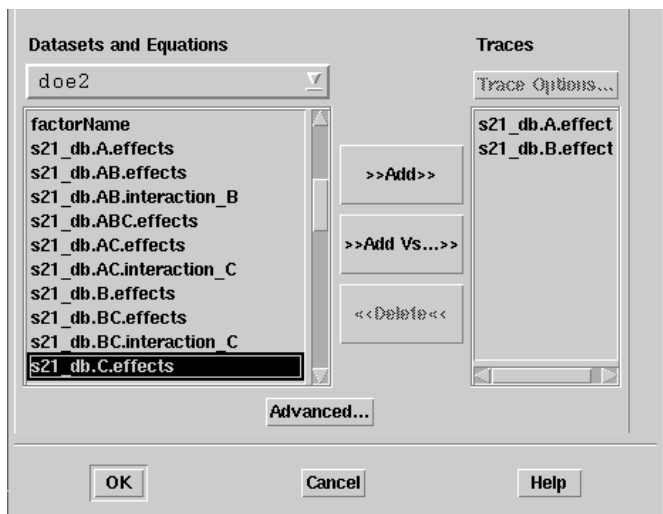 Datasets and Equations
doe2
factorName
s21_db.A.effects
s21_db.AB.effects
s21_db.AB.interaction_B
s21_db.ABC.effects
s21_db.AC.effects
s21_db.AC.interaction_C
s21_db.B.effects
s21_db.BC.effects
s21_db.BC.interaction_C
s21_db.C.effects
>>Add>>
>>Add Vs...>>
<<Delete<<
Traces
Trace Options...
s21_db.A.effect
s21_db.B.effect
Advanced...
OK
Cancel
Help